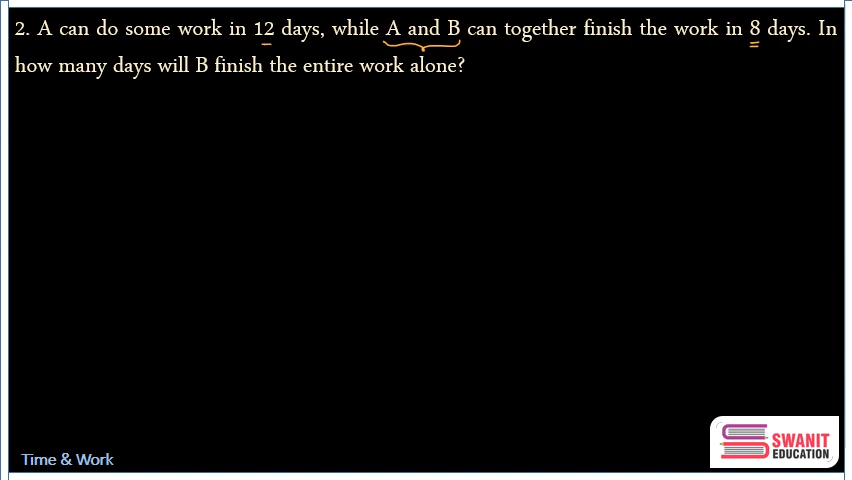 2. A can do some work in 12 days, while A and B can together finish the work in 8 days. In
how many days will B finish the entire work alone?
Time & Work
SWANIT
EDUCATION